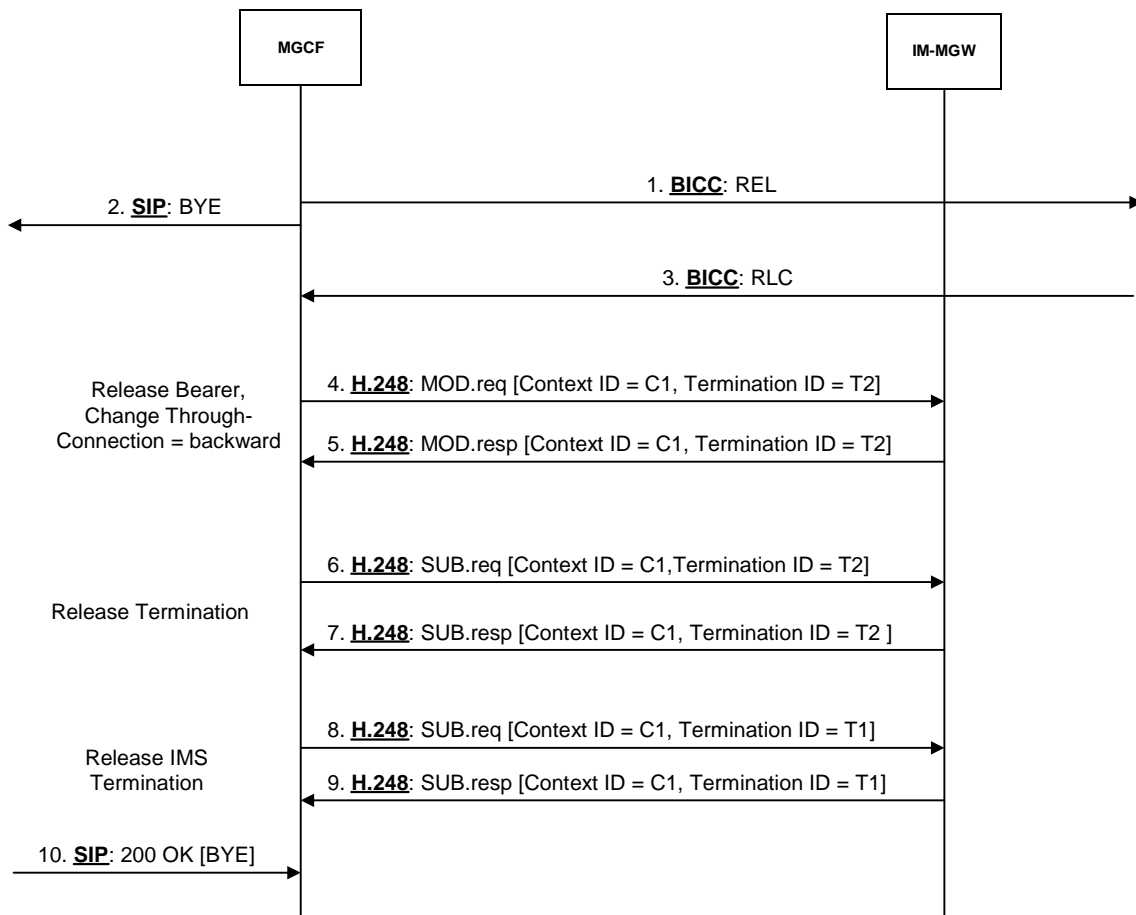 MGCF
IM-MGW
1. BICC: REL
2. SIP: BYE
3. BICC: RLC
4. H.248: MOD.req [Context ID = C1, Termination ID = T2]
Release Bearer,
Change Through-
Connection = backward
5. H.248: MOD.resp [Context ID = C1, Termination ID = T2]
6. H.248: SUB.req [Context ID = C1,Termination ID = T2]
Release Termination
7. H.248: SUB.resp [Context ID = C1, Termination ID = T2 ]
8. H.248: SUB.req [Context ID = C1, Termination ID = T1]
Release IMS
Termination
9. H.248: SUB.resp [Context ID = C1, Termination ID = T1]
10. SIP: 200 OK [BYE]